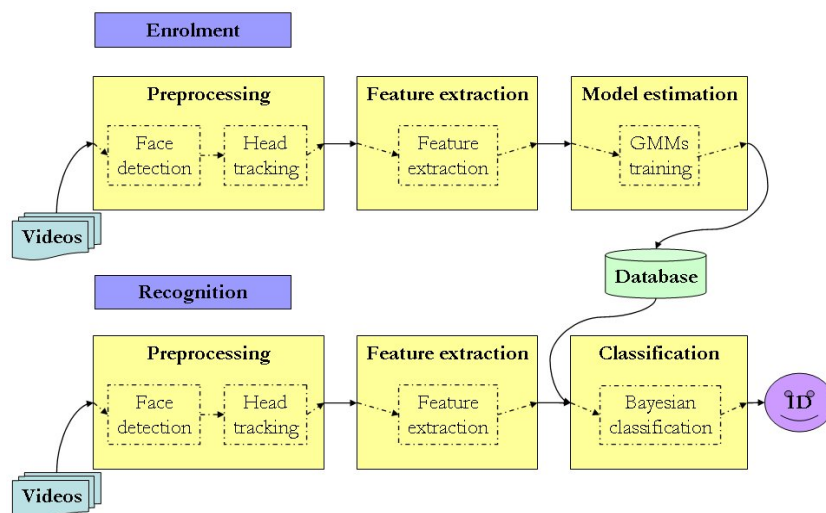 Enrolment
Preprocessing
Face
detection
Head
tracking
Feature extraction
Feature
extraction
Model estimation
GMMs
training
Videos
Database
Recognition
Preprocessing
Face
detection
Head
tracking
Feature extraction
Feature
extraction
Classification
Bayesian
classification
ID
Videos